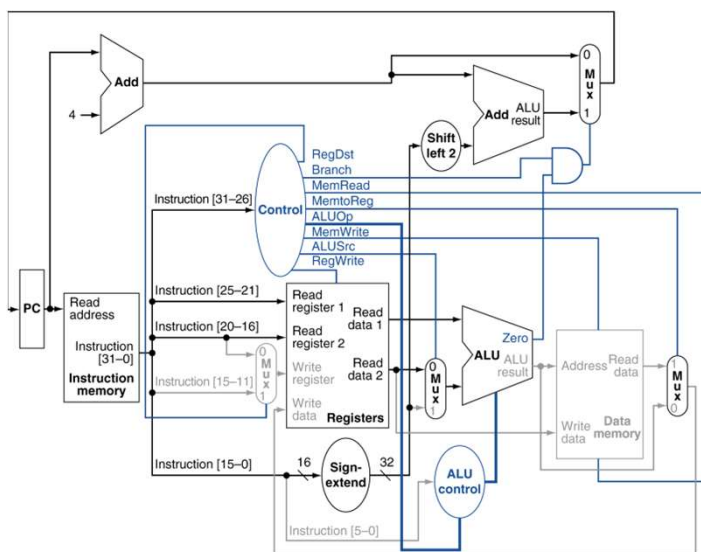 Add
4
Add
ALU
result
0
Mux
1
Shift
left 2
RegDst
Branch
MemRead
MemtoReg
ALUOp
MemWrite
ALUSrc
RegWrite
Control
Instruction [31–26]
Instruction [25–21]
Instruction [20–16]
Instruction [15–11]
Instruction [15–0]
Instruction [5–0]
PC
Read
address
Instruction
[31–0]
Instruction
memory
0
Mux
1
Read
register 1
Read
register 2
Write
register
Write
data
Read
data 1
Read
data 2
Registers
0
Mux
1
Zero
ALU
ALU
result
Address
Read
data
Write
data
Data
memory
1
Mux
0
16
Sign-
extend
32
ALU
control